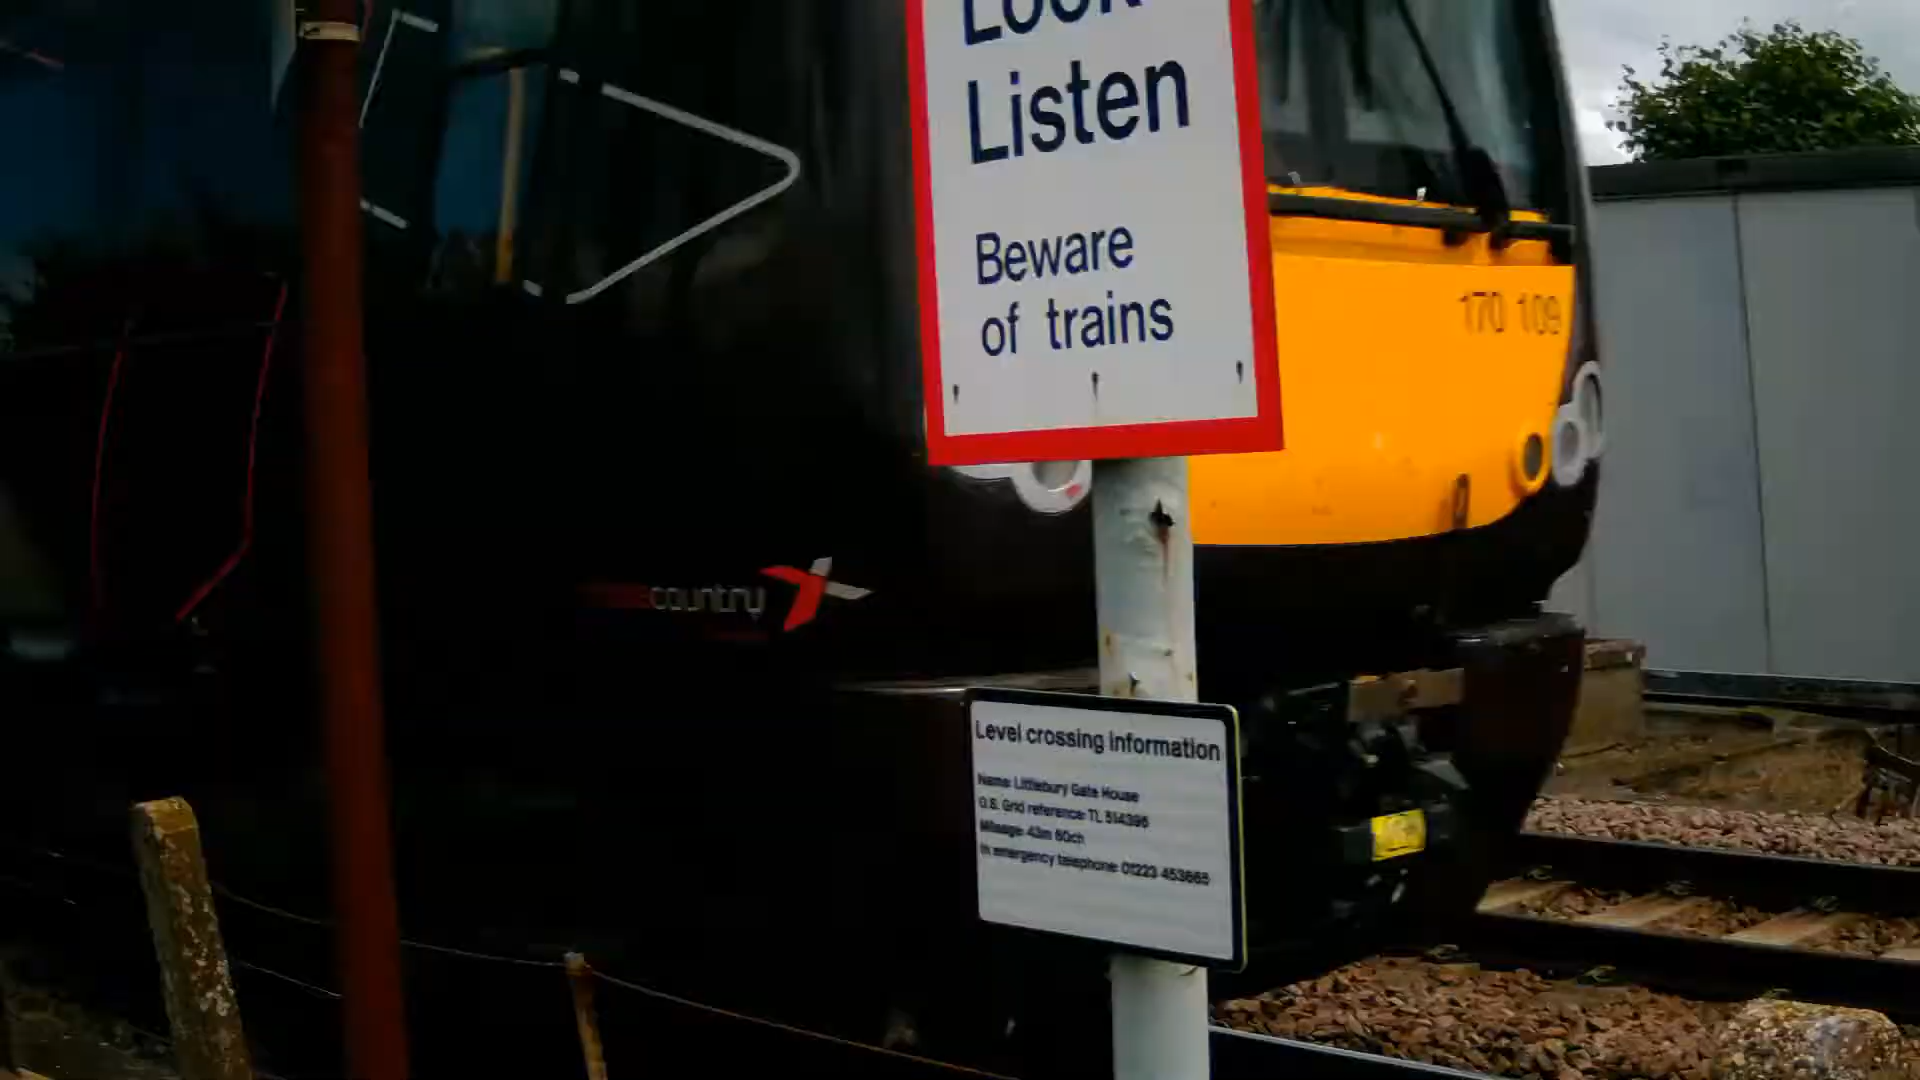 Look
Listen
Beware
of trains
170 109
country
Level crossing information
Name: Littlebury Gate House
O.S. Grid reference: TL 514396
Mileage: 43m 60ch
In emergency telephone: 01223 453665